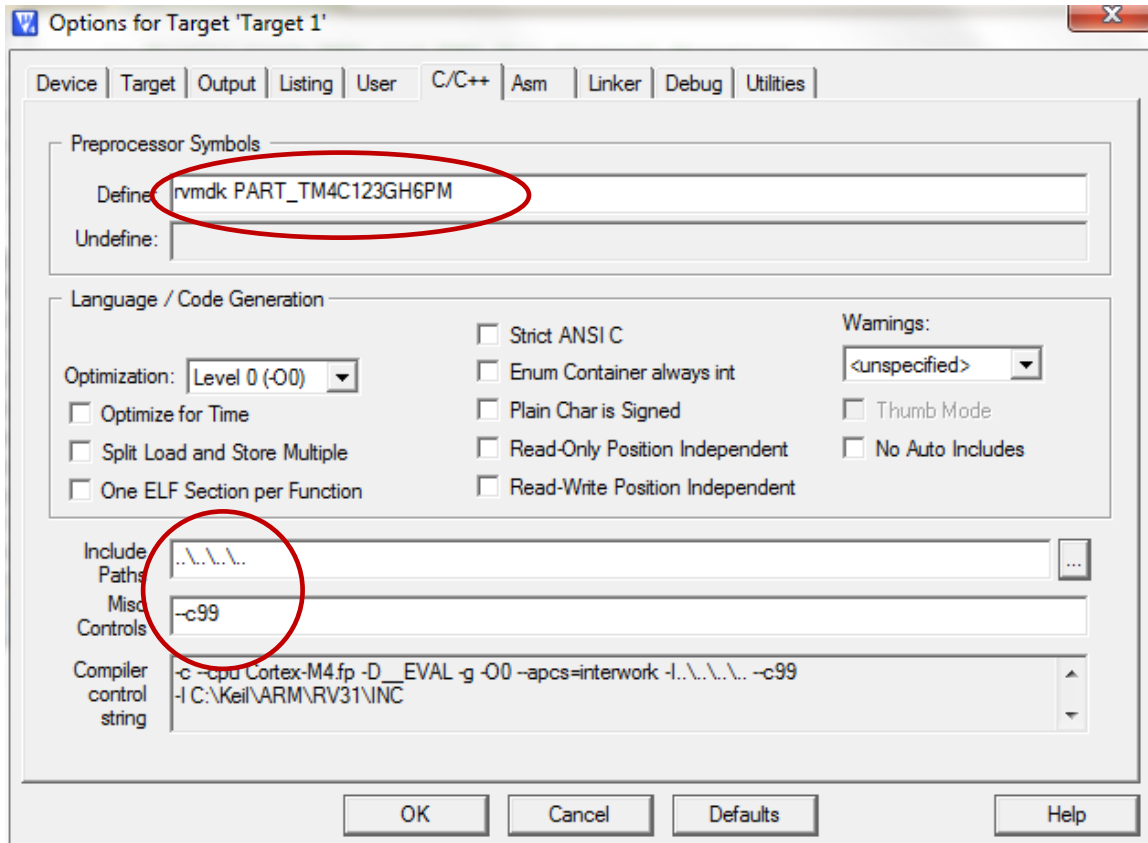 Options for Target 'Target 1'
x
Device Target Output Listing User C/C++ Asm Linker Debug Utilities
Preprocessor Symbols
Define: rvmdk PART_TM4C123GH6PM
Undefine:
Language / Code Generation
Strict ANSI C
Warnings:
Optimization: Level 0 (-O0)
Enum Container always int
<unspecified>
Optimize for Time
Plain Char is Signed
Thumb Mode
Split Load and Store Multiple
Read-Only Position Independent
No Auto Includes
One ELF Section per Function
Read-Write Position Independent
Include
Paths
..\..\..\..
...
Misc
Controls
--c99
Compiler
control
string
-c --cpu Cortex-M4.fp -D__EVAL -g -O0 --apcs=interwork -I..\..\..\.. --c99
-I C:\Keil\ARM\RV31\INC
OK Cancel Defaults Help